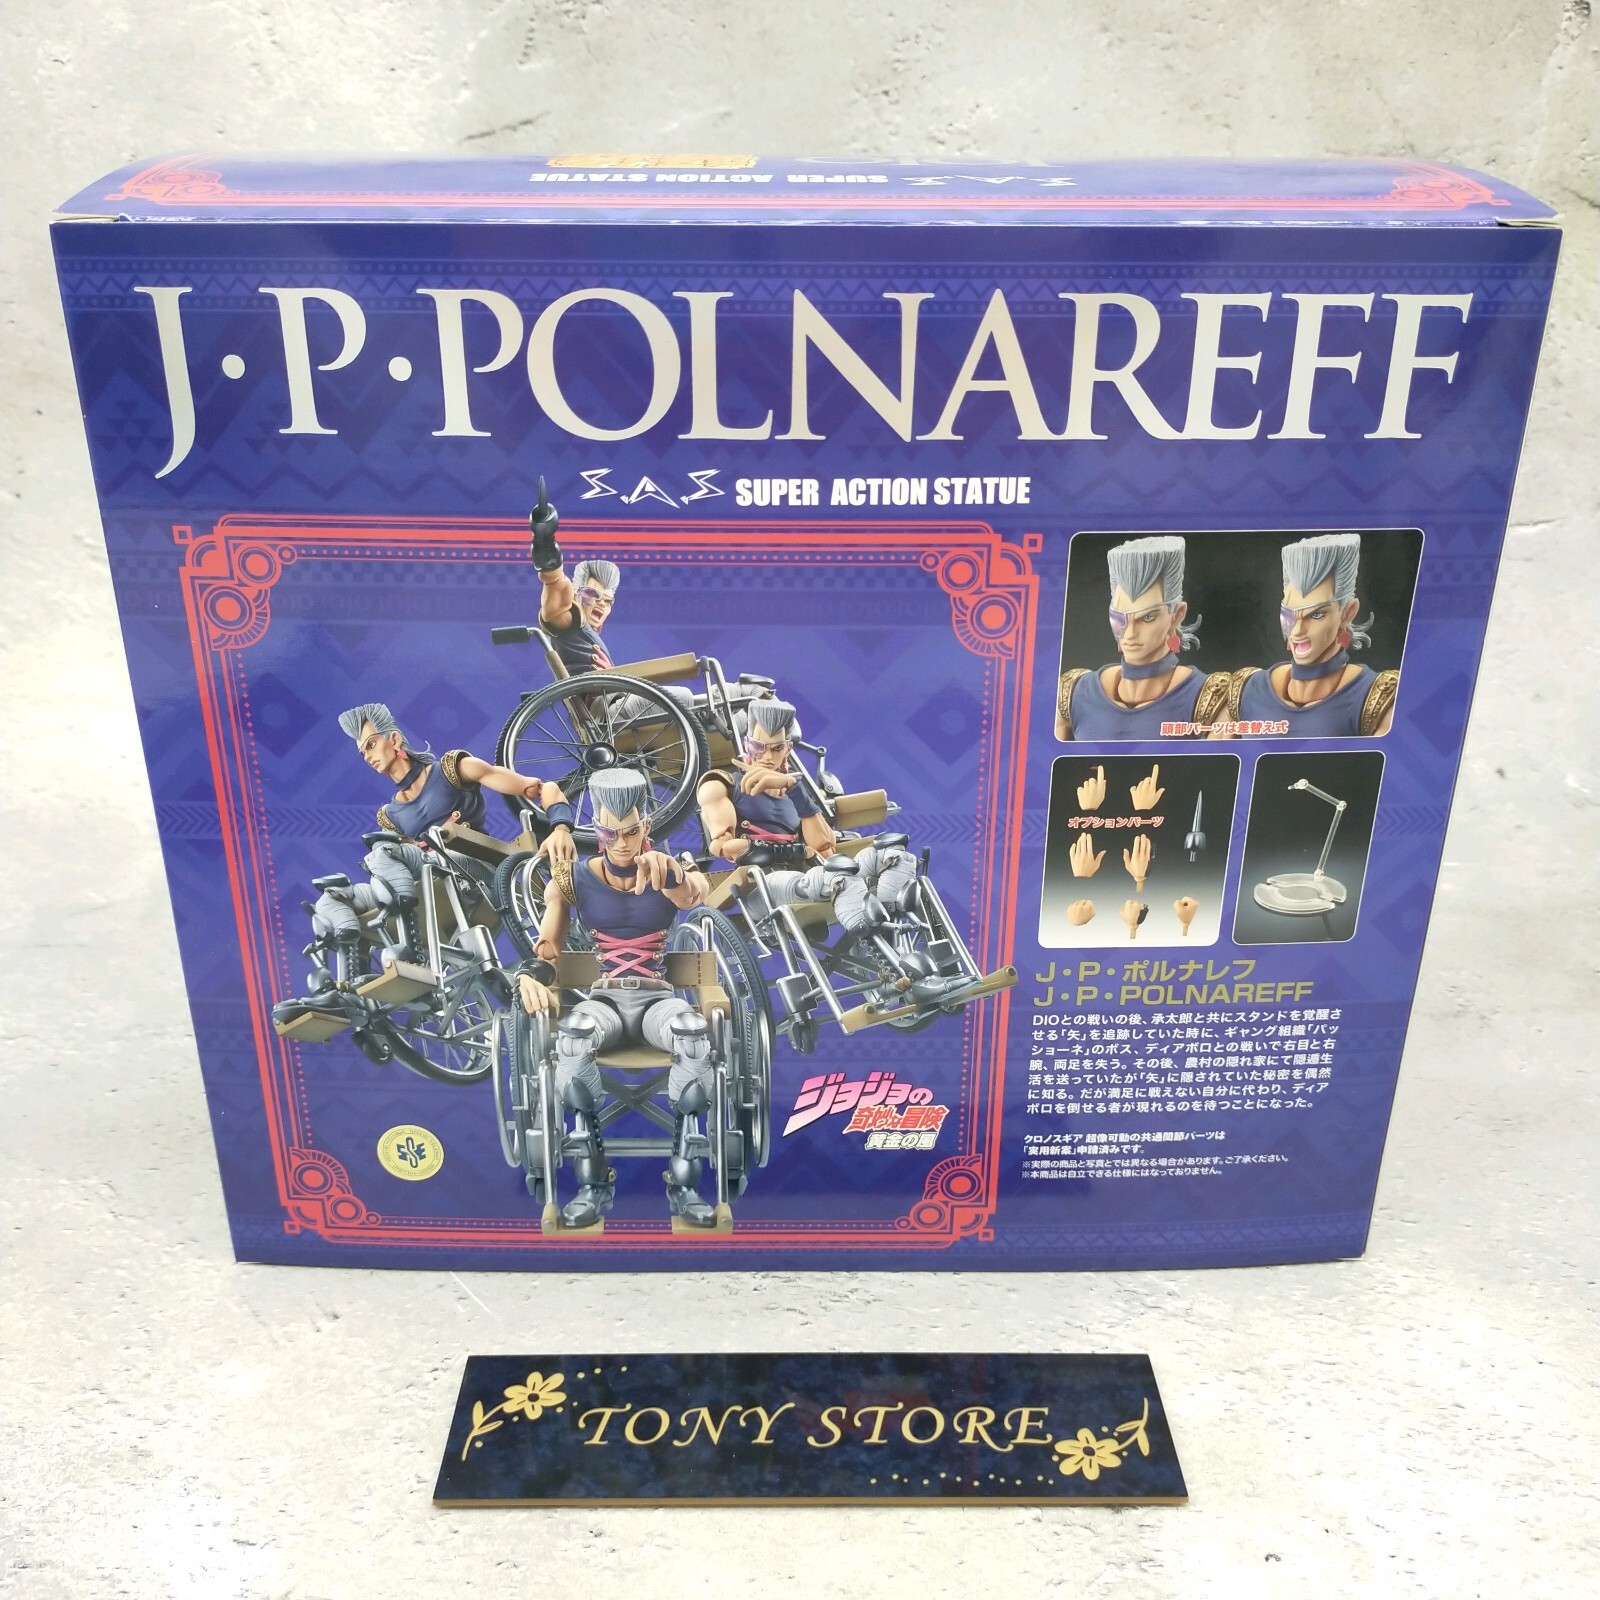 S.A.S SUPER ACTION STATUE
J・P・POLNAREFF
S.A.S SUPER ACTION STATUE
頭部パーツは差替え式
オプションパーツ
J・P・ポルナレフ
J・P・POLNAREFF
DIOとの戦いの後、承太郎と共にスタンドを覚醒さ
せる「矢」を追跡していた時に、ギャング組織「パッ
ショーネ」のボス、ディアボロとの戦いで右目と右
腕、両足を失う。その後、農村の隠れ家にて隠遁生
活を送っていたが「矢」に隠されていた秘密を偶然
に知る。だが満足に戦えない自分に代わり、ディア
ボロを倒せる者が現れるのを待つことになった。
ジョジョの
奇妙な冒険
黄金の風
クロノスギア 超像可動の共通関節パーツは
「実用新案」申請済みです。
※実際の商品と写真とでは異なる場合があります。ご了承ください。
※本商品は自立できる仕様にはなっておりません。
TONY STORE